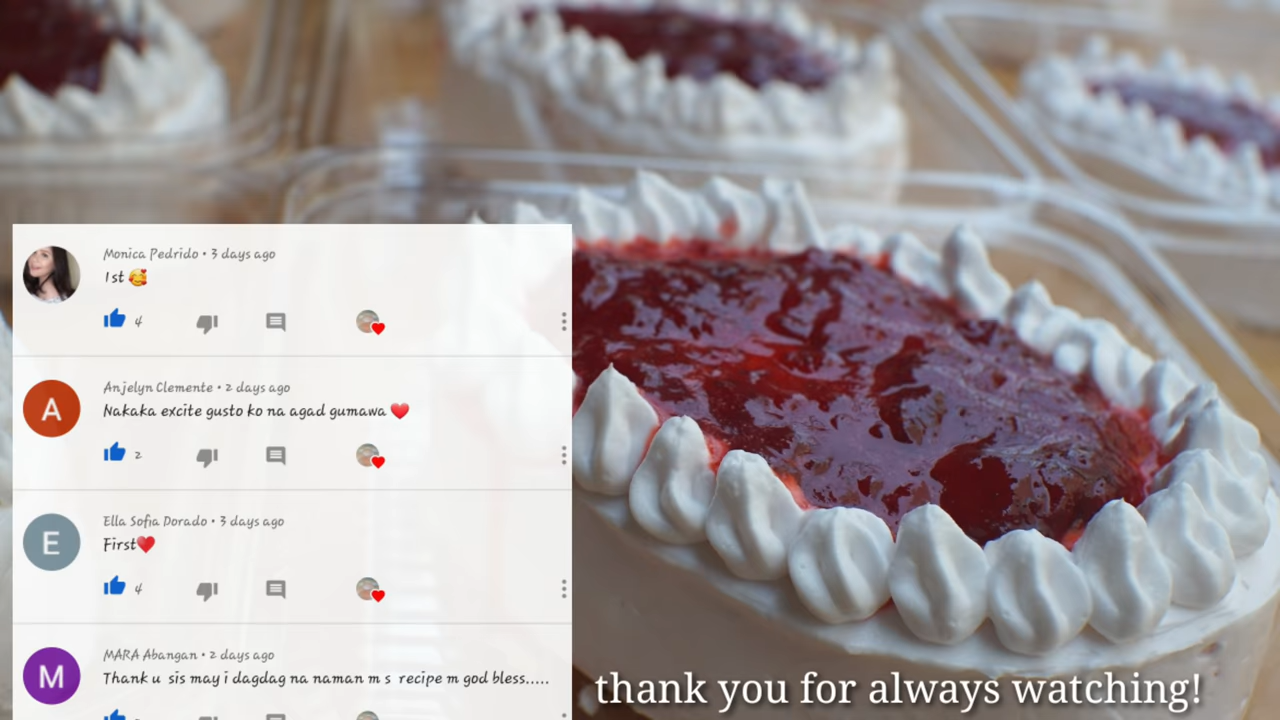 Monica Pedrido • 3 days ago
1st 🥰
4
A
Anjelyn Clemente • 2 days ago
Nakaka excite gusto ko na agad gumawa ❤️
2
E
Ella Sofia Dorado • 3 days ago
First❤️
4
M
MARA Abangan • 2 days ago
Thank u sis may i dagdag na naman m s recipe m god bless.....
thank you for always watching!